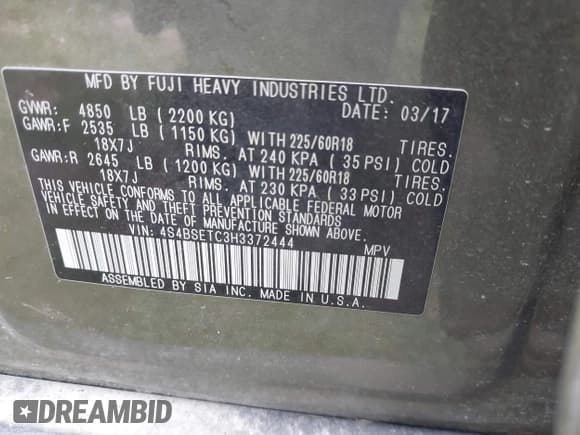 MFD BY FUJI HEAVY INDUSTRIES LTD.
GVWR: 4850 LB (2200 KG) DATE: 03/17
GAWR:F 2535 LB (1150 KG) WITH 225/60R18 TIRES.
18X7J RIMS. AT 240 KPA (35 PSI) COLD
GAWR:R 2645 LB (1200 KG) WITH 225/60R18 TIRES.
18X7J RIMS. AT 230 KPA (33 PSI) COLD
THIS VEHICLE CONFORMS TO ALL APPLICABLE FEDERAL MOTOR
VEHICLE SAFETY, BUMPER, AND THEFT PREVENTION STANDARDS
IN EFFECT ON THE DATE OF MANUFACTURE SHOWN ABOVE.
VIN: 4S4BSETC3H3372444 MPV
ASSEMBLED BY SIA INC. MADE IN U.S.A.
DREAMBID